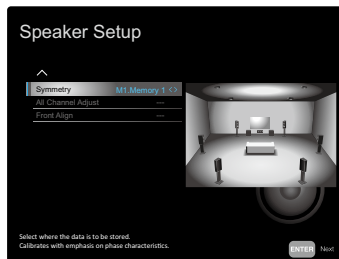 Speaker Setup
Symmetry M1.Memory 1
All Channel Adjust ---
Front Align ---
Select where the data is to be stored.
Calibrates with emphasis on phase characteristics.
ENTER Next